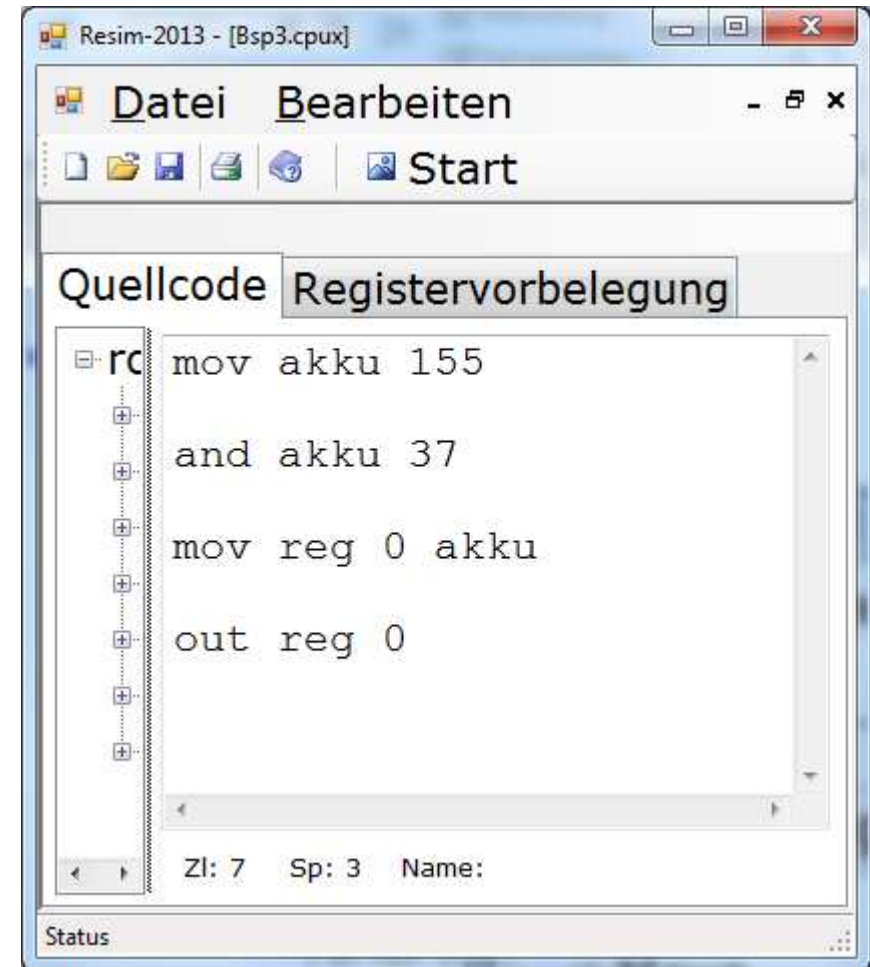 Resim-2013 - [Bsp3.cpux]
Datei Bearbeiten
Start
Quellcode Registervorbelegung
mov akku 155
and akku 37
mov reg 0 akku
out reg 0
Zl: 7 Sp: 3 Name:
Status